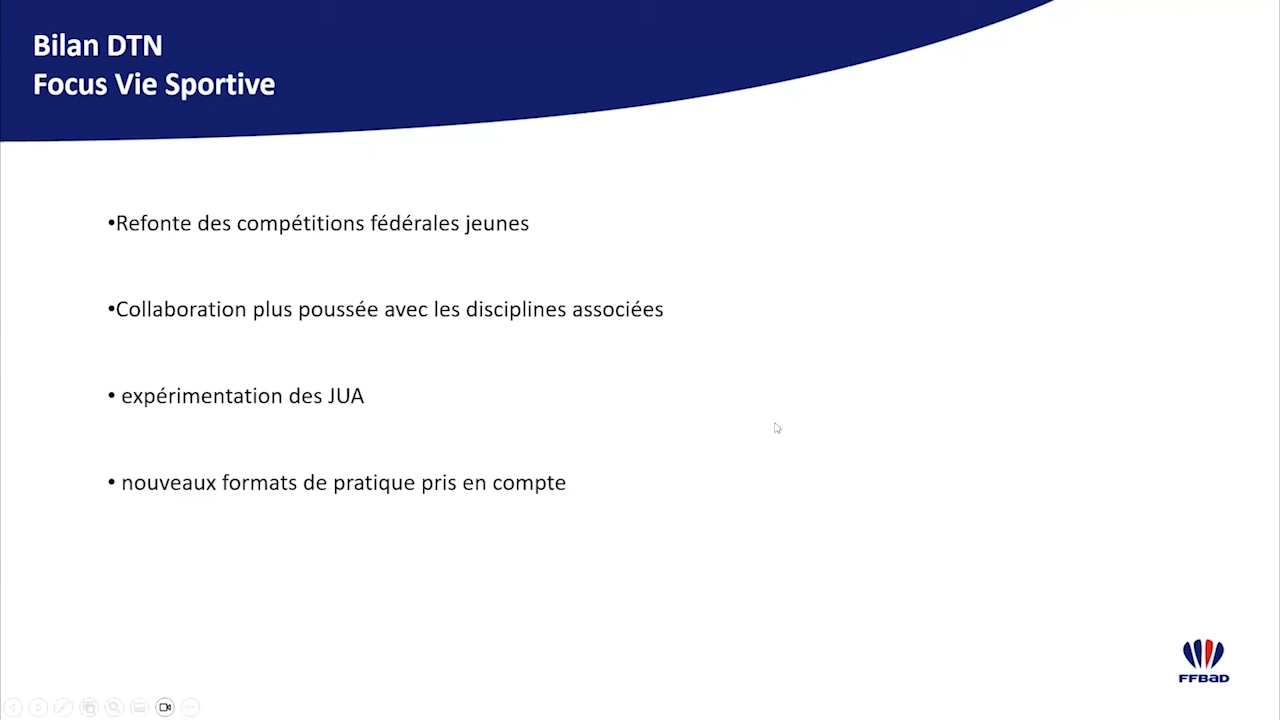 Bilan DTN
Focus Vie Sportive
•Refonte des compétitions fédérales jeunes
•Collaboration plus poussée avec les disciplines associées
• expérimentation des JUA
• nouveaux formats de pratique pris en compte
FFBaD